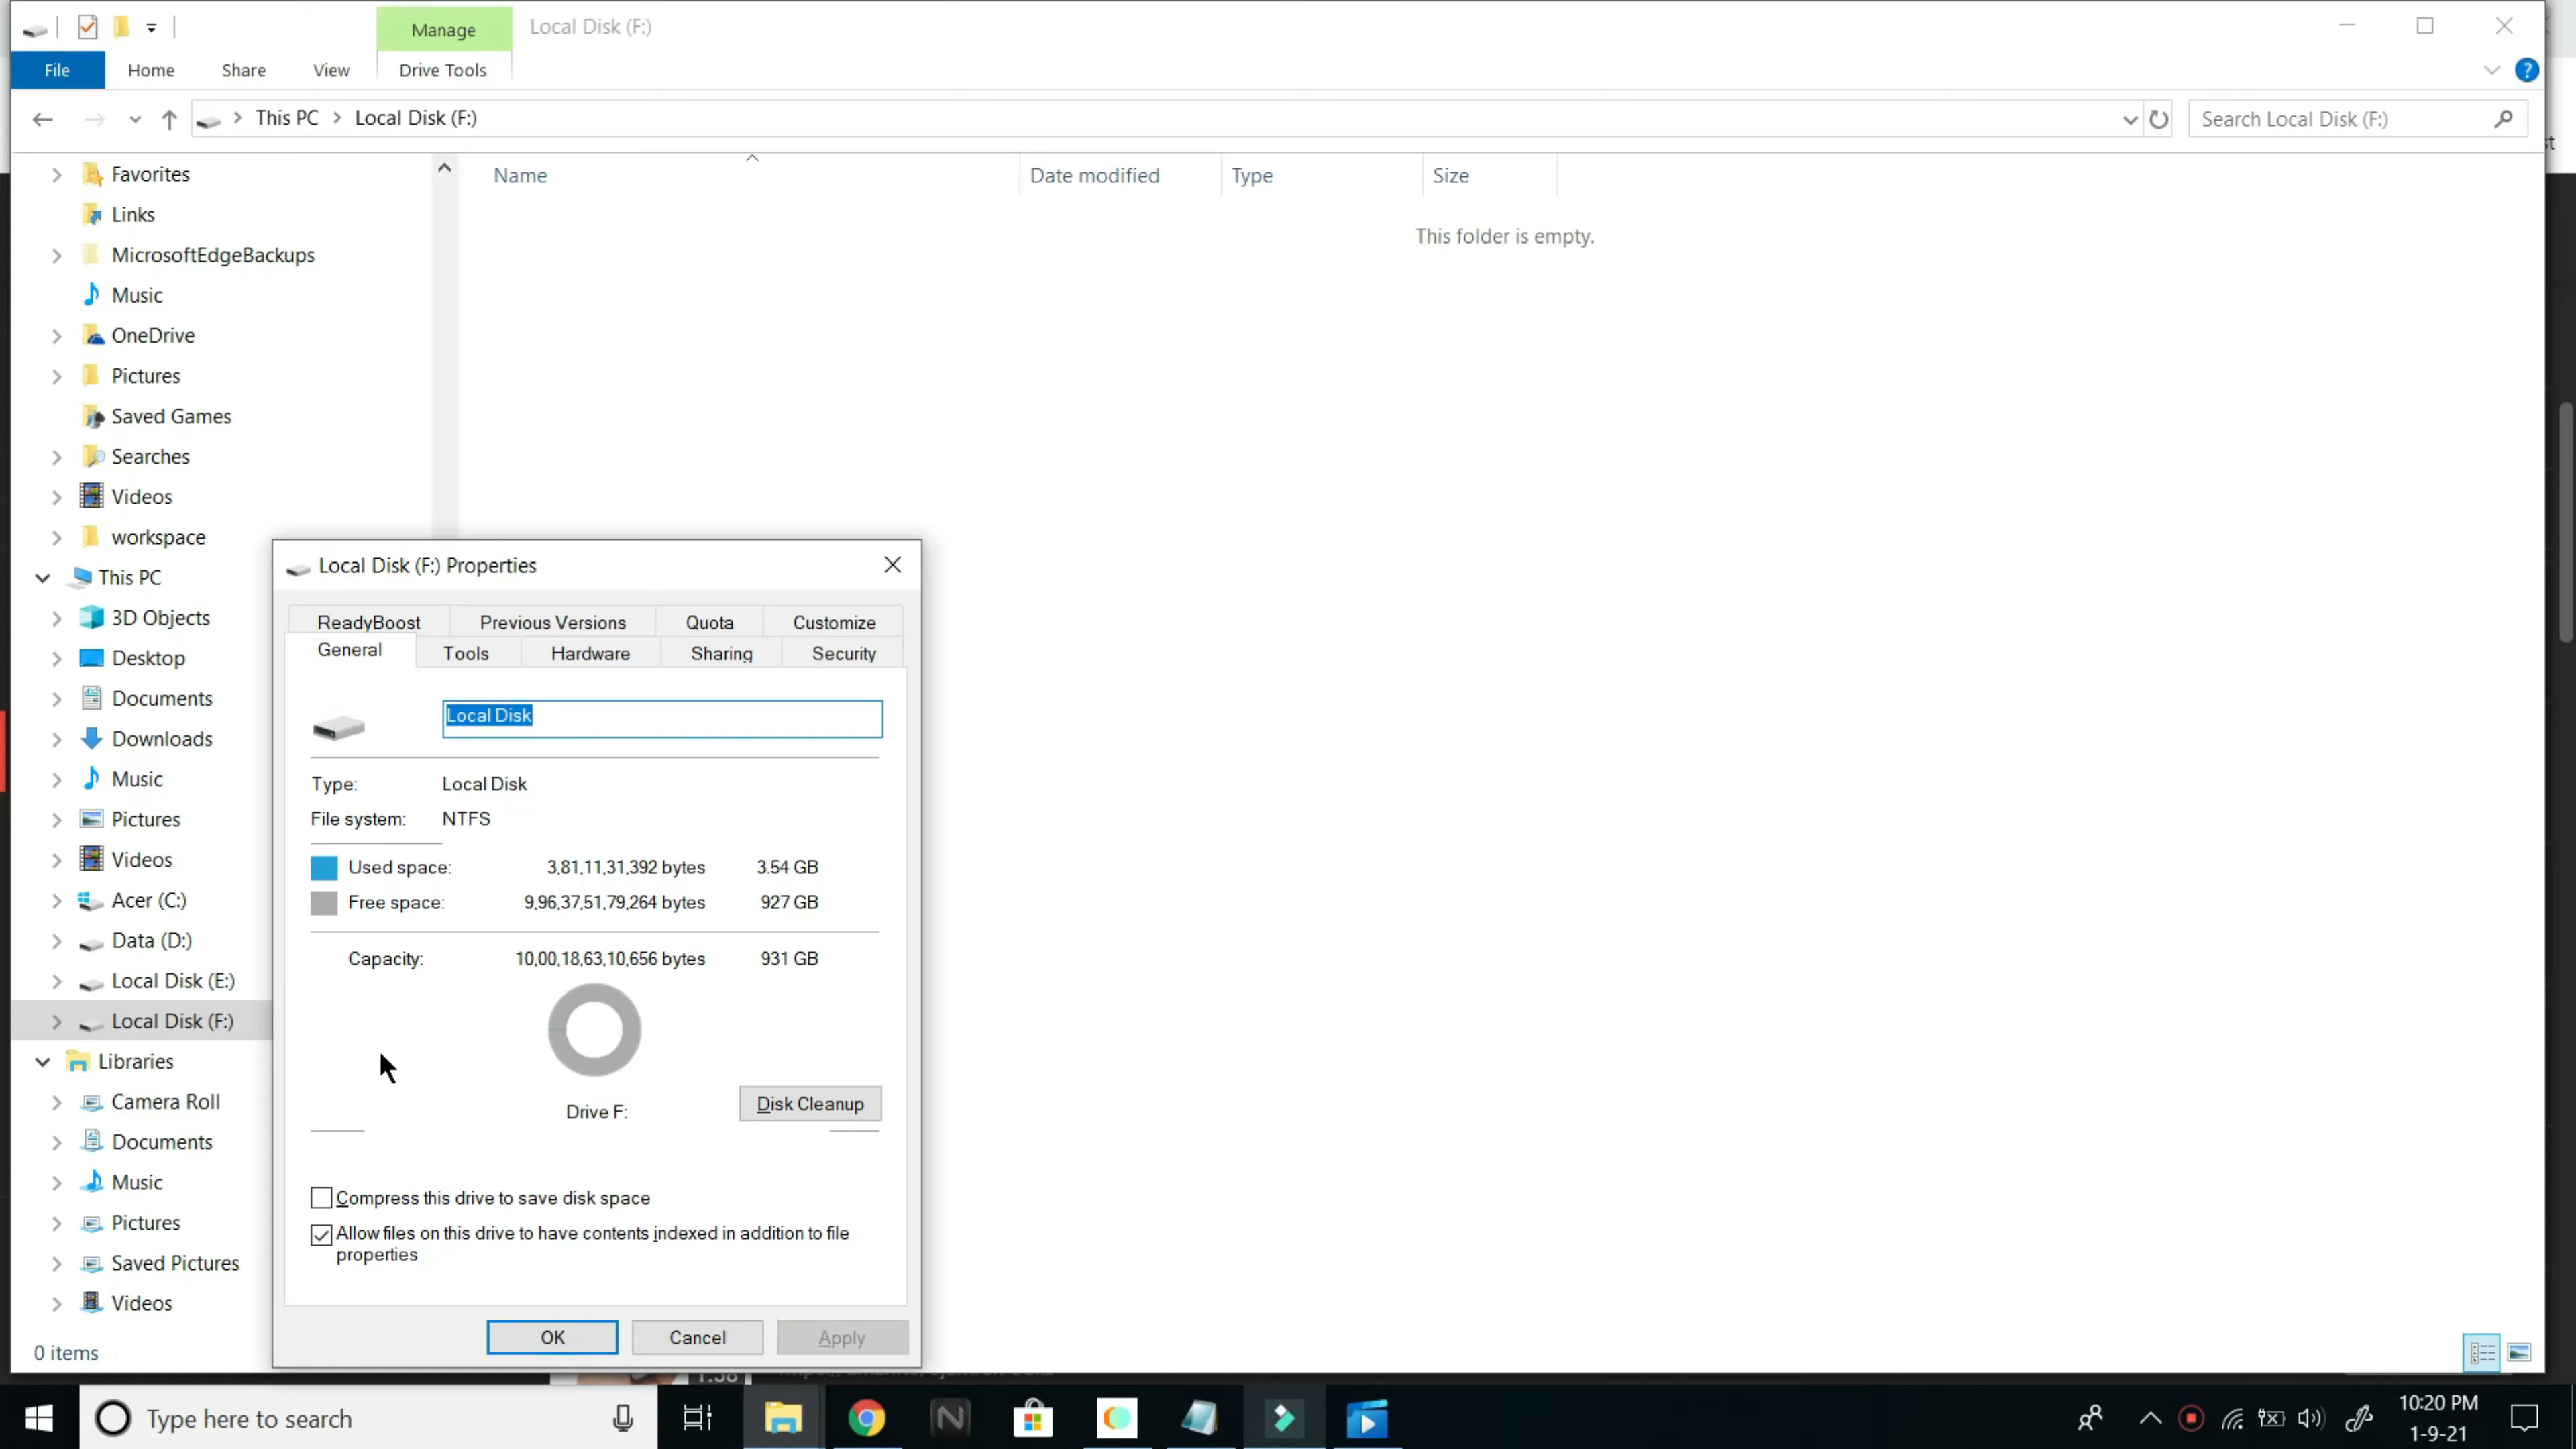 Manage
Local Disk (F:)
File
Home
Share
View
Drive Tools
This PC
Local Disk (F:)
Search Local Disk (F:)
Name
Date modified
Type
Size
This folder is empty.
Favorites
Links
MicrosoftEdgeBackups
Music
OneDrive
Pictures
Saved Games
Searches
Videos
workspace
This PC
3D Objects
Desktop
Documents
Downloads
Music
Pictures
Videos
Acer (C:)
Data (D:)
Local Disk (E:)
Local Disk (F:)
Libraries
Camera Roll
Documents
Music
Pictures
Saved Pictures
Videos
0 items
Local Disk (F:) Properties
ReadyBoost
Previous Versions
Quota
Customize
General
Tools
Hardware
Sharing
Security
Local Disk
Type: Local Disk
File system: NTFS
Used space: 3,81,11,31,392 bytes 3.54 GB
Free space: 9,96,37,51,79,264 bytes 927 GB
Capacity: 10,00,18,63,10,656 bytes 931 GB
Drive F:
Disk Cleanup
Compress this drive to save disk space
Allow files on this drive to have contents indexed in addition to file
properties
OK
Cancel
Apply
Type here to search
10:20 PM
1-9-21